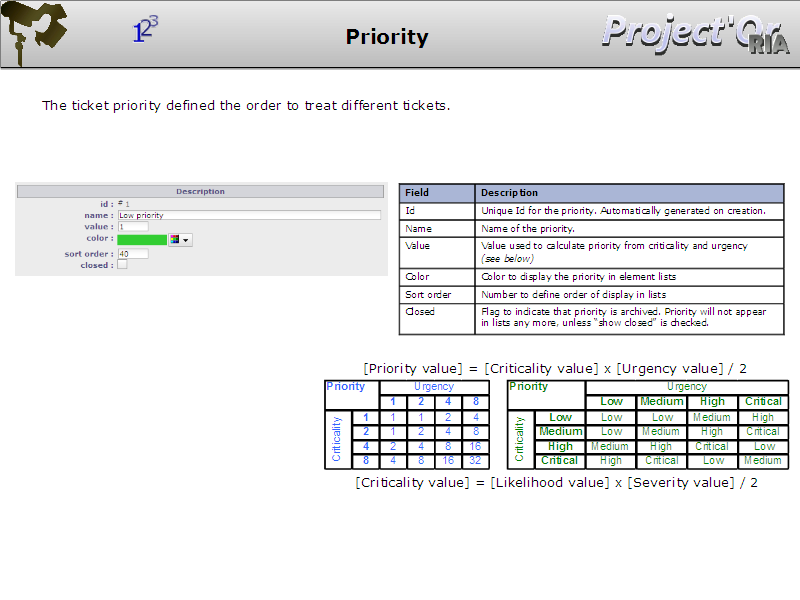 123
Priority
Project'Or
RIA
The ticket priority defined the order to treat different tickets.
Description
id : # 1
name : Low priority
value : 1
color :
sort order : 40
closed :
Field Description
Id Unique Id for the priority. Automatically generated on creation.
Name Name of the priority.
Value Value used to calculate priority from criticality and urgency
(see below)
Color Color to display the priority in element lists
Sort order Number to define order of display in lists
Closed Flag to indicate that priority is archived. Priority will not appear
in lists any more, unless “show closed” is checked.
[Priority value] = [Criticality value] x [Urgency value] / 2
Priority Urgency
1 2 4 8
Criticality
1 1 1 2 4
2 1 2 4 8
4 2 4 8 16
8 4 8 16 32
Priority Urgency
Low Medium High Critical
Criticality
Low Low Low Medium High
Medium Low Medium High Critical
High Medium High Critical Low
Critical High Critical Low Medium
[Criticality value] = [Likelihood value] x [Severity value] / 2